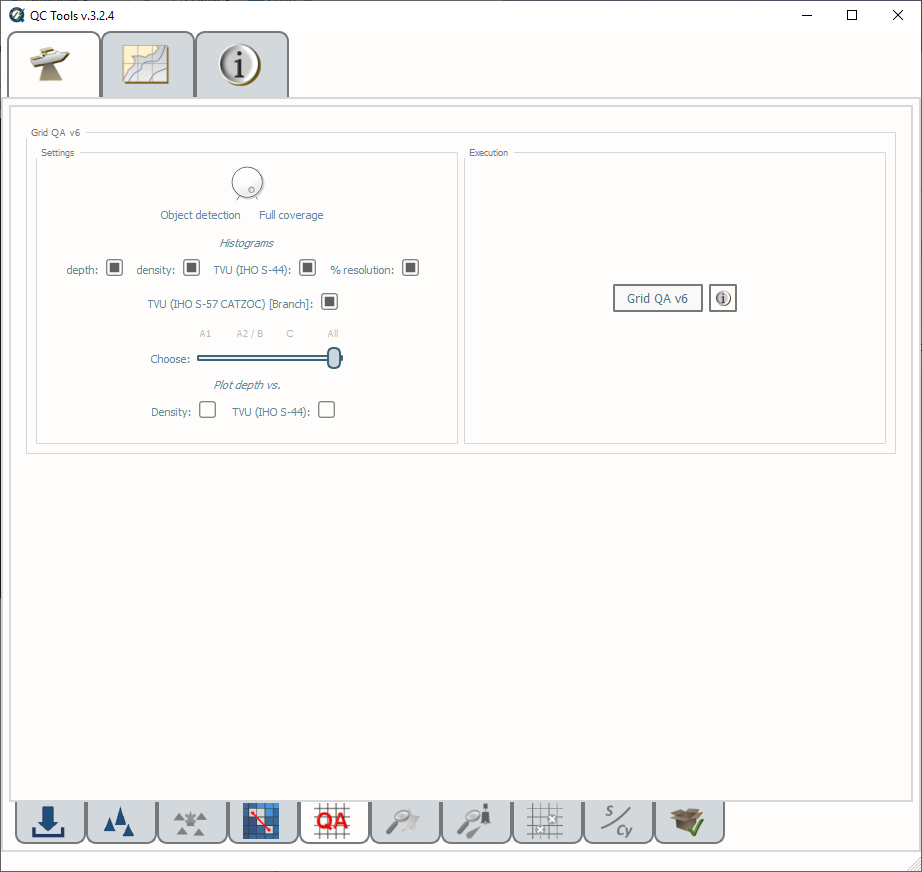 QC Tools v.3.2.4
Grid QA v6
Settings
Execution
Object detection Full coverage
Histograms
depth: density: TVU (IHO S-44): % resolution:
TVU (IHO S-57 CATZOC) [Branch]:
A1 A2 / B C All
Choose:
Plot depth vs.
Density: TVU (IHO S-44):
Grid QA v6
i
i
QA
S/Cy